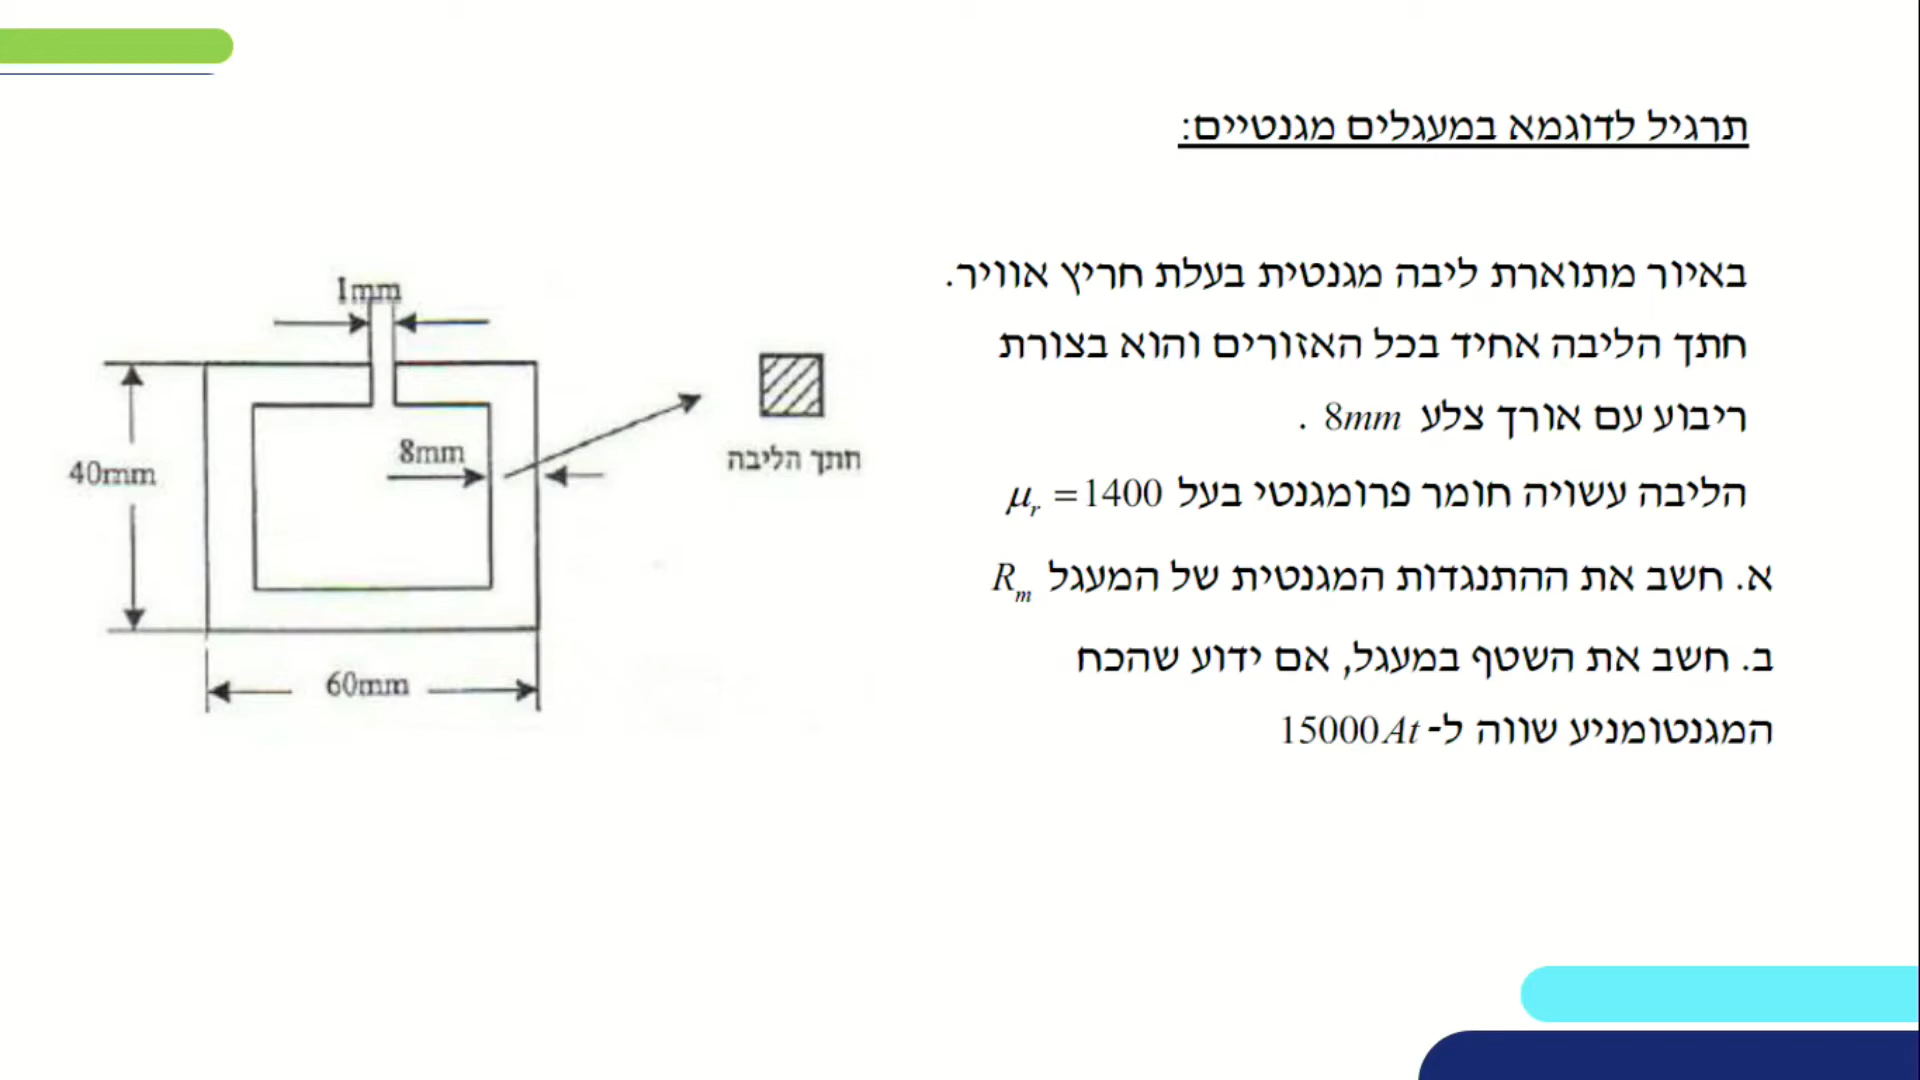 תרגיל לדוגמא במעגלים מגנטיים:
באיור מתוארת ליבה מגנטית בעלת חריץ אוויר.
חתך הליבה אחיד בכל האזורים והוא בצורת
ריבוע עם אורך צלע 8mm .
הליבה עשויה חומר פרומגנטי בעל μr =1400
א. חשב את ההתנגדות המגנטית של המעגל Rm
ב. חשב את השטף במעגל, אם ידוע שהכח
המגנטומניע שווה ל- 15000At
1mm
8mm
חתך הליבה
40mm
60mm